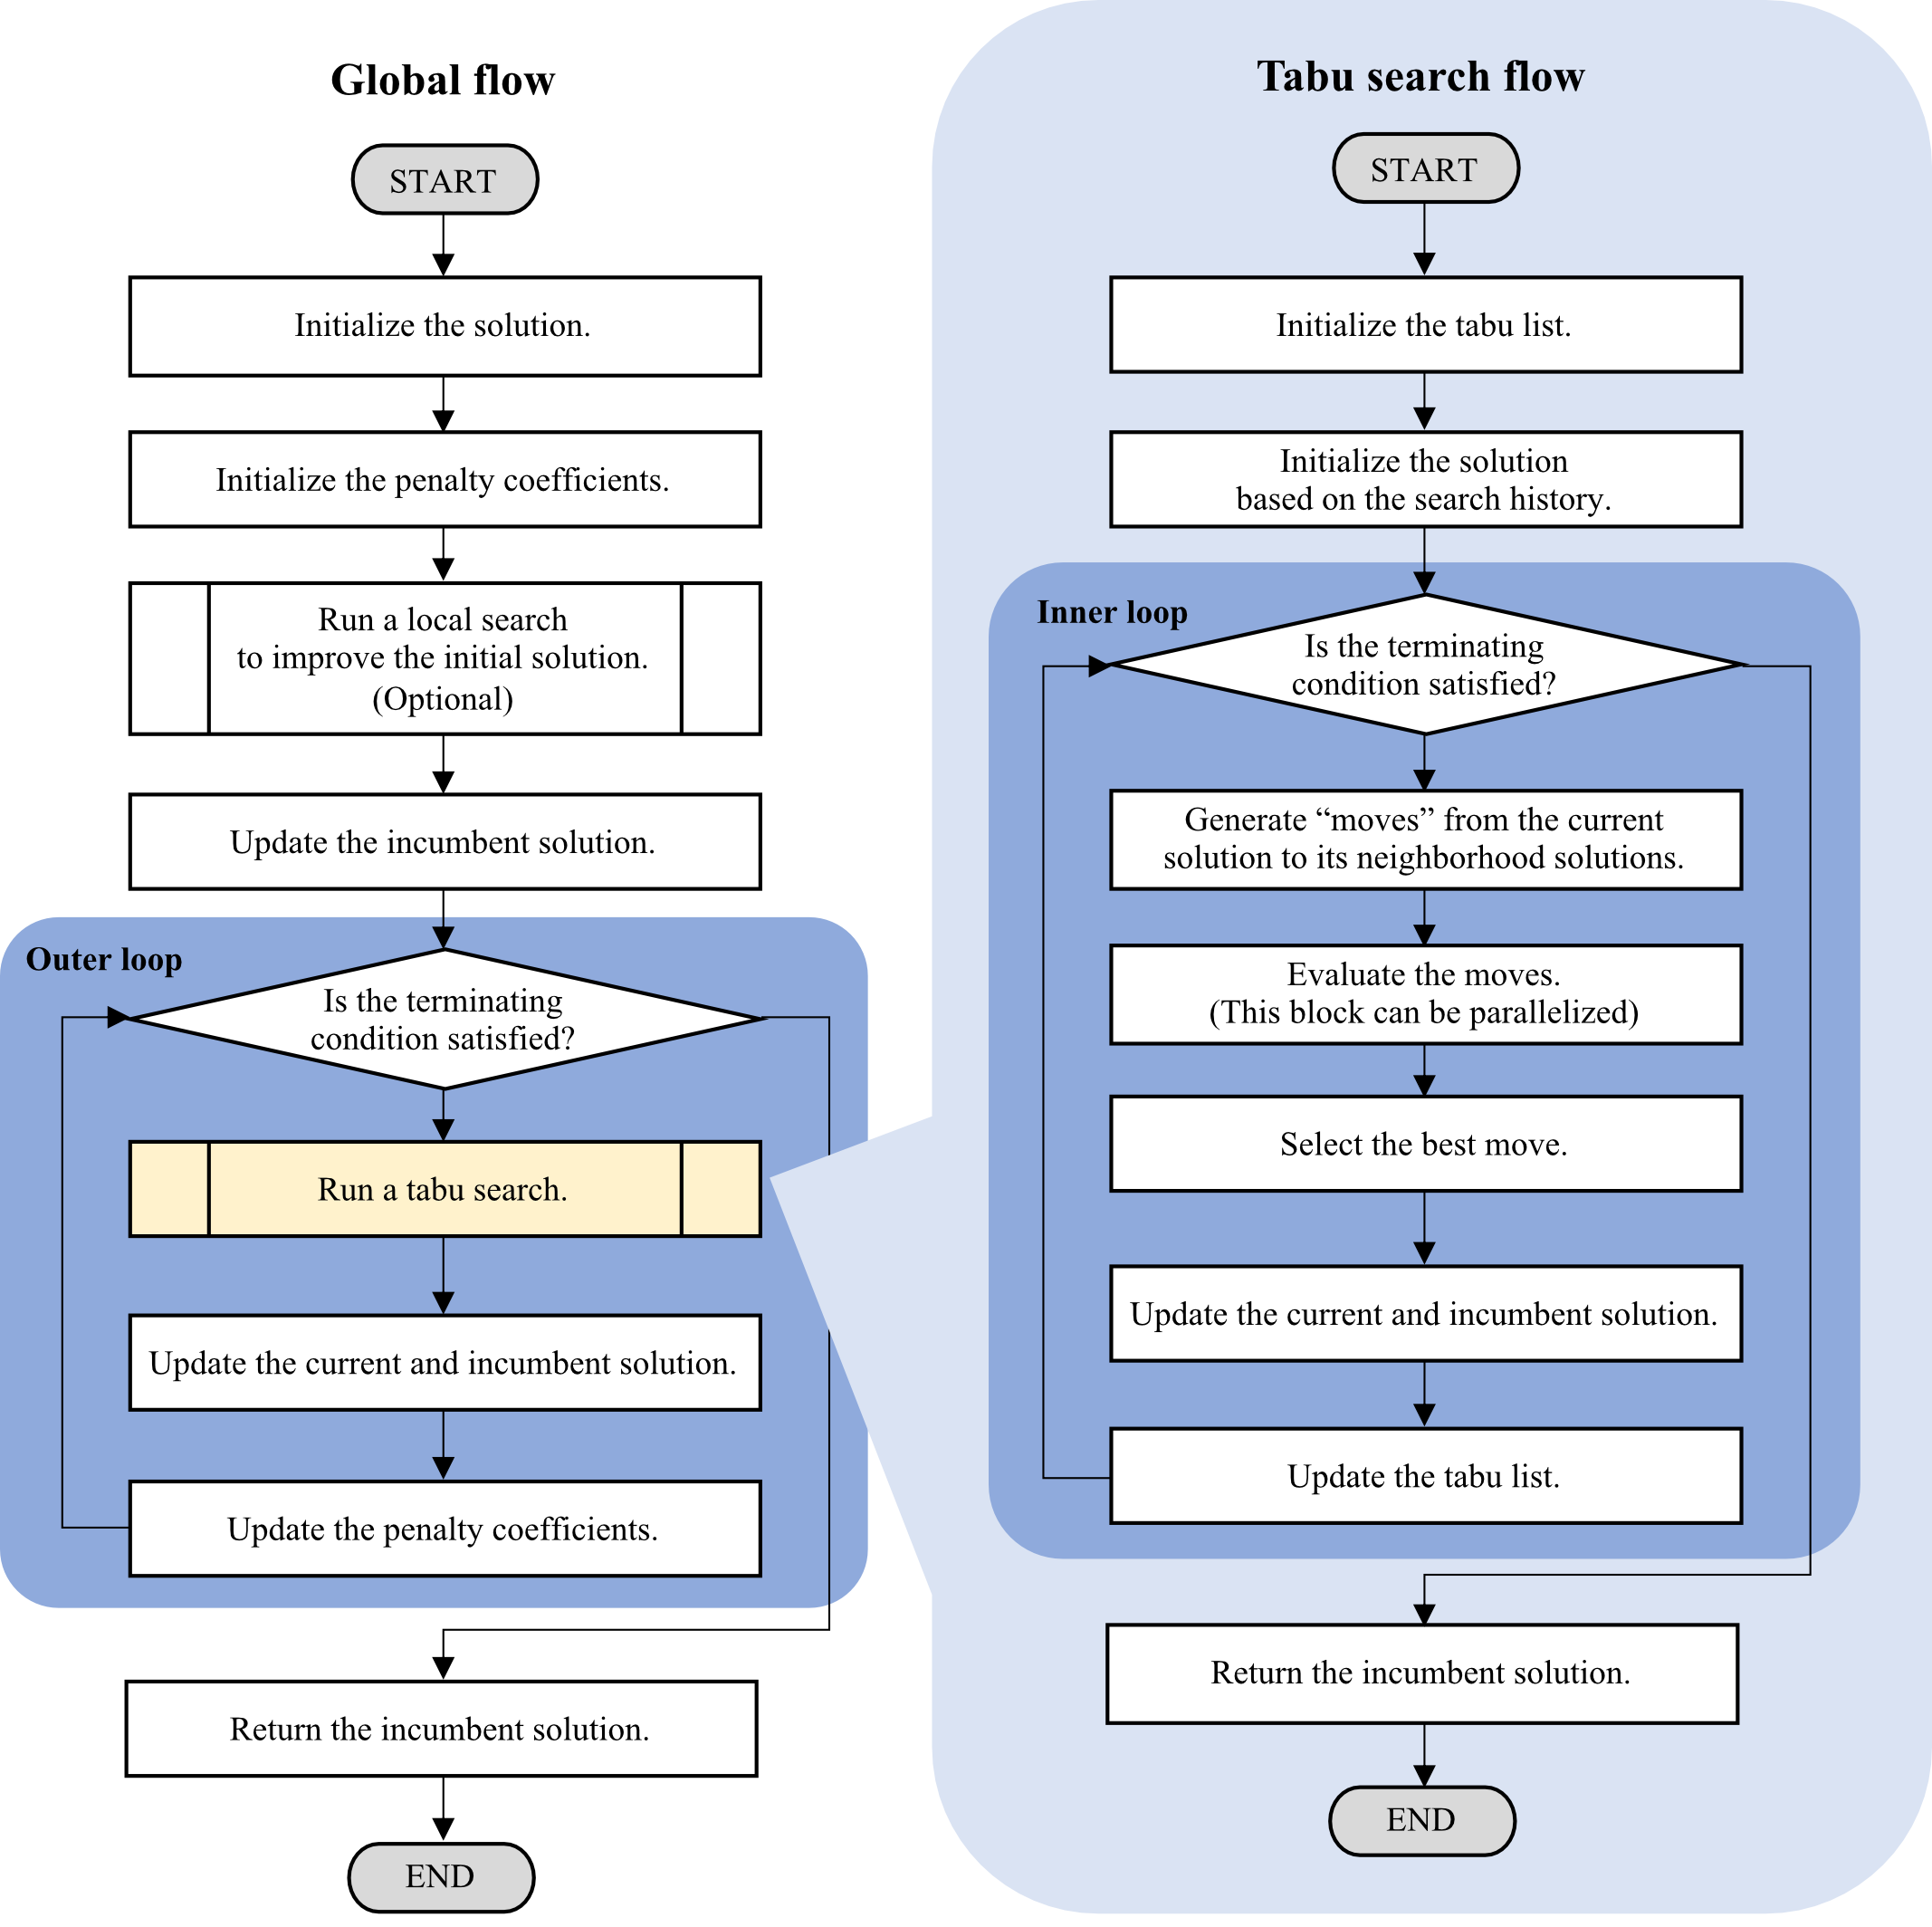 Global flow
START
Initialize the solution.
Initialize the penalty coefficients.
Run a local search
to improve the initial solution.
(Optional)
Update the incumbent solution.
Outer loop
Is the terminating
condition satisfied?
Run a tabu search.
Update the current and incumbent solution.
Update the penalty coefficients.
Return the incumbent solution.
END
Tabu search flow
START
Initialize the tabu list.
Initialize the solution
based on the search history.
Inner loop
Is the terminating
condition satisfied?
Generate “moves” from the current
solution to its neighborhood solutions.
Evaluate the moves.
(This block can be parallelized)
Select the best move.
Update the current and incumbent solution.
Update the tabu list.
Return the incumbent solution.
END